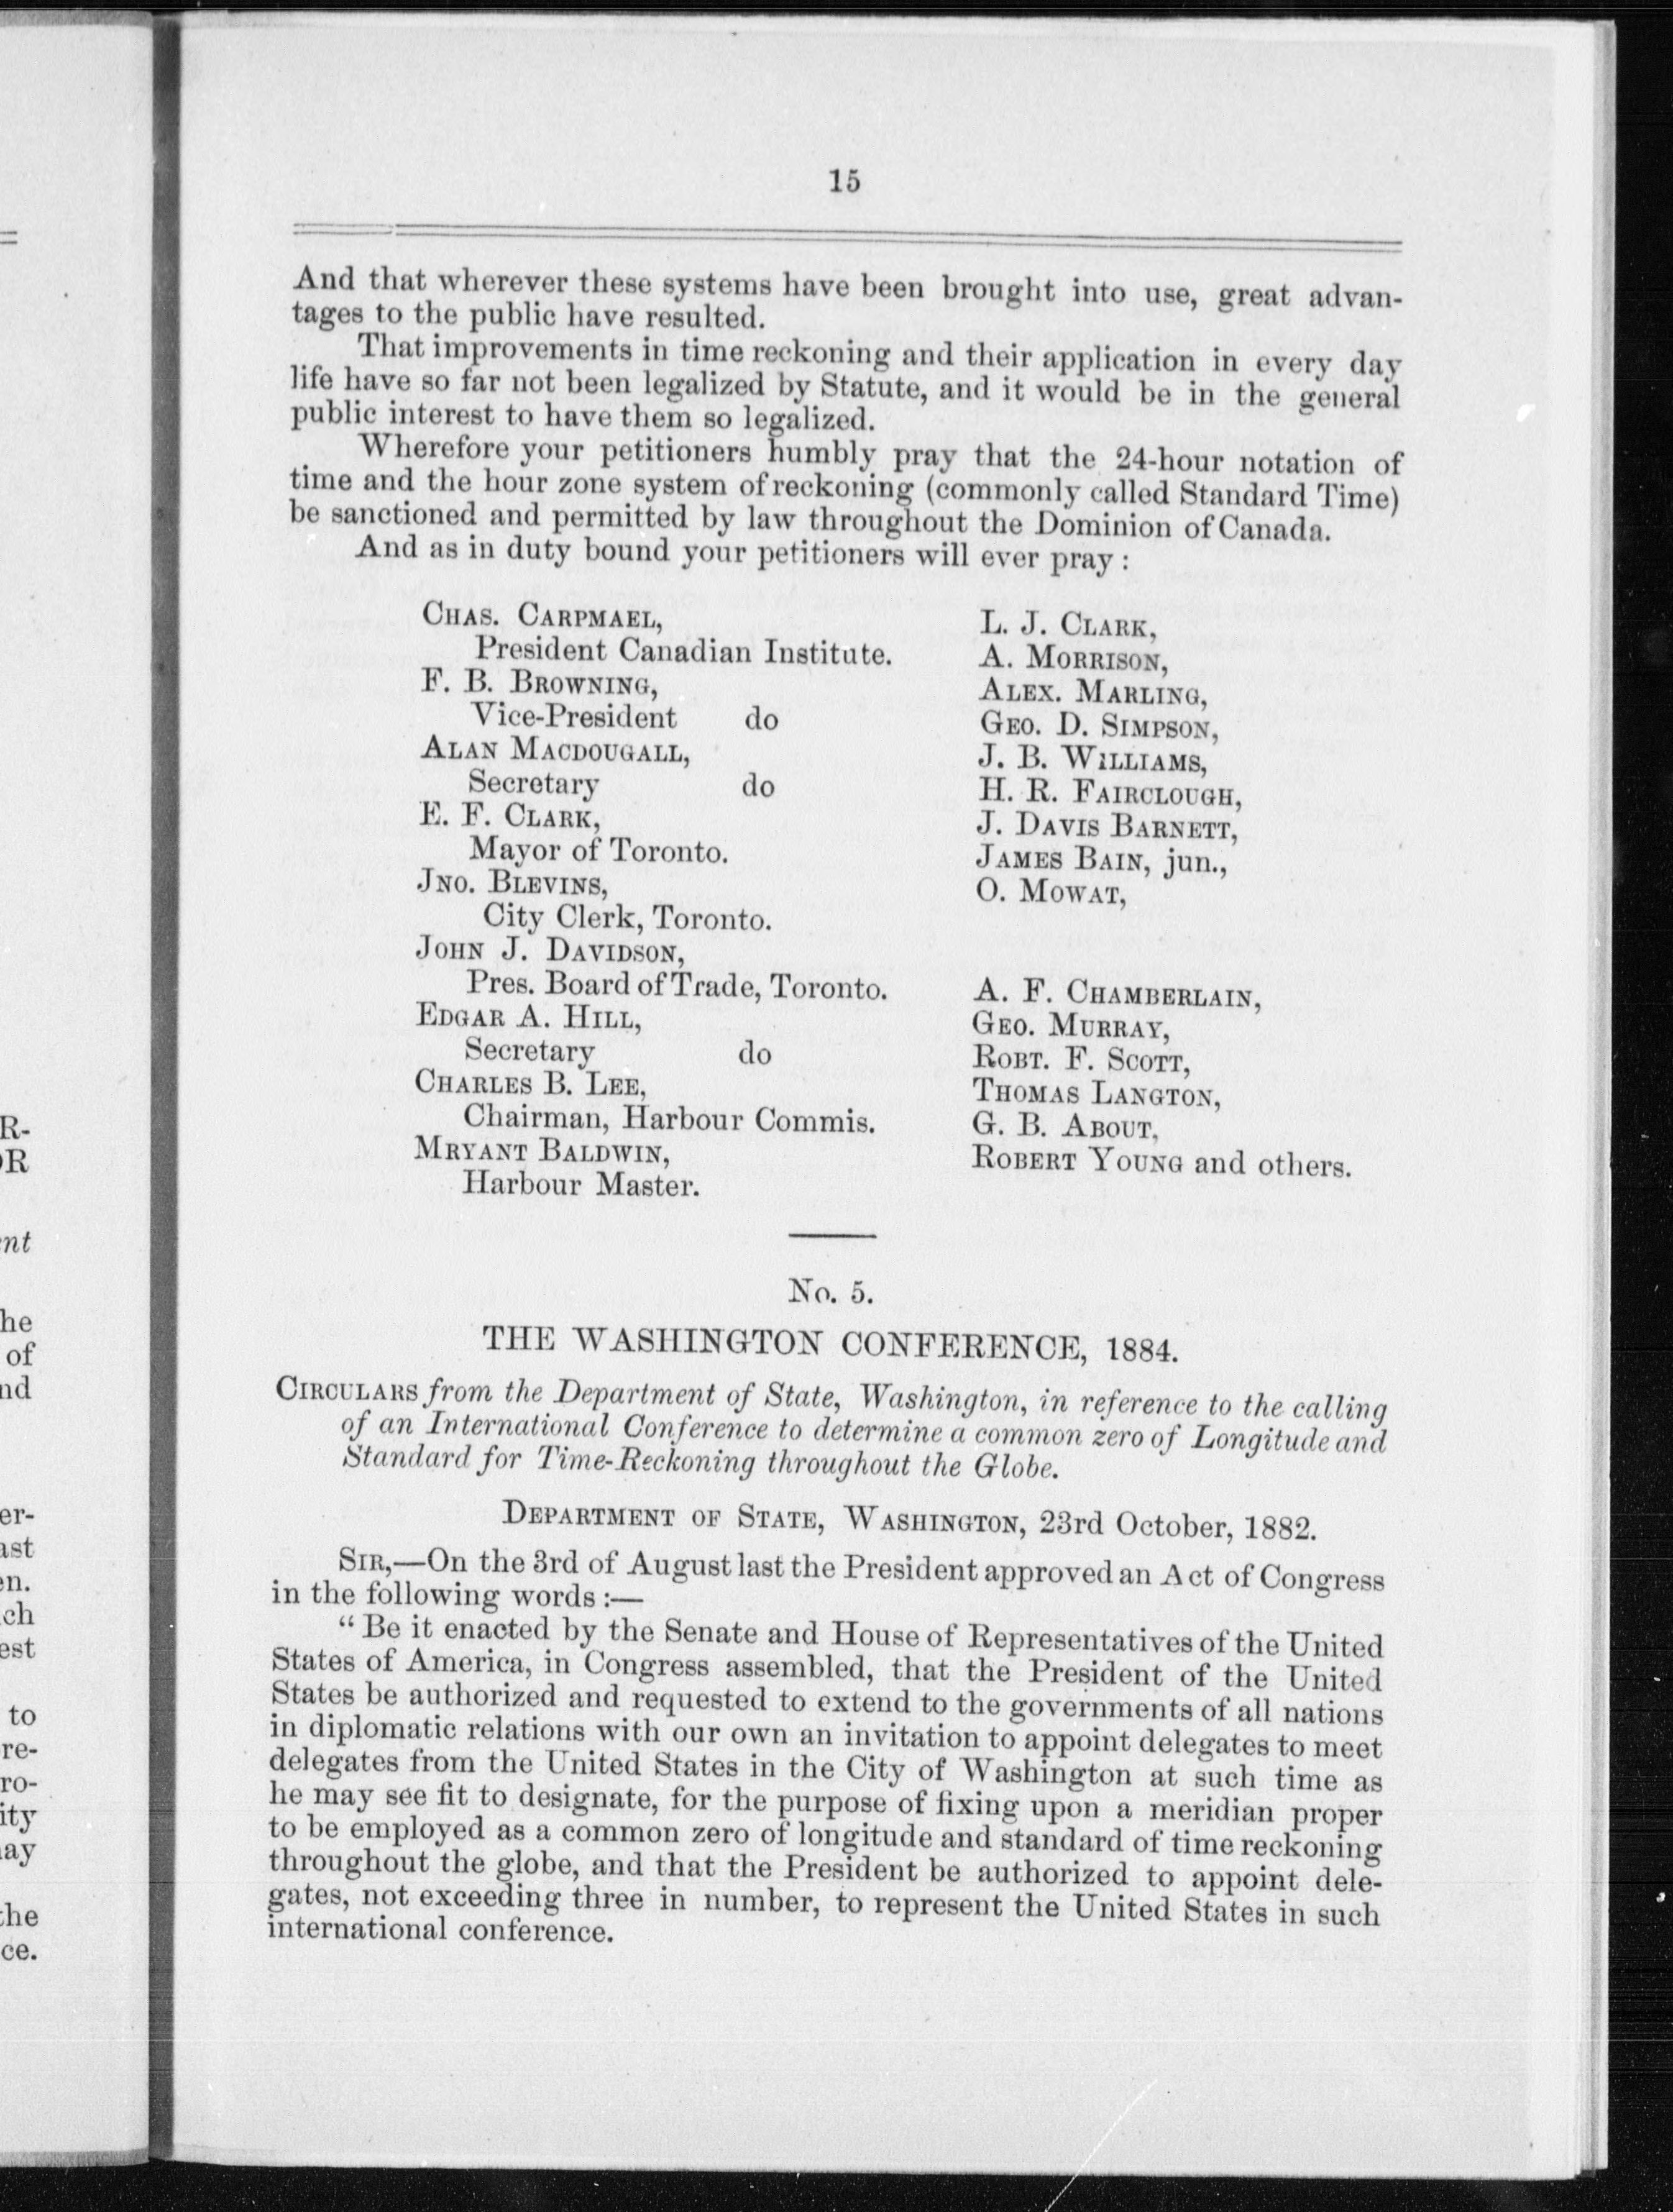 15
And that wherever these systems have been brought into use, great advan-
tages to the public have resulted.
That improvements in time reckoning and their application in every day
life have so far not been legalized by Statute, and it would be in the general
public interest to have them so legalized.
Wherefore your petitioners humbly pray that the 24-hour notation of
time and the hour zone system of reckoning (commonly called Standard Time)
be sanctioned and permitted by law throughout the Dominion of Canada.
And as in duty bound your petitioners will ever pray:
CHAS. CARPMAEL,
President Canadian Institute.
F. B. BROWNING,
Vice-President do
ALAN MACDOUGALL,
Secretary do
E. F. CLARK,
Mayor of Toronto.
JNO. BLEVINS,
City Clerk, Toronto.
JOHN J. DAVIDSON,
Pres. Board of Trade, Toronto.
EDGAR A. HILL,
Secretary do
CHARLES B. LEE,
Chairman, Harbour Commis.
MRYANT BALDWIN,
Harbour Master.
L. J. CLARK,
A. MORRISON,
ALEX. MARLING,
GEO. D. SIMPSON,
J. B. WILLIAMS,
H. R. FAIRCLOUGH,
J. DAVIS BARNETT,
JAMES BAIN, jun.,
O. MOWAT,
A. F. CHAMBERLAIN,
GEO. MURRAY,
ROBT. F. SCOTT,
THOMAS LANGTON,
G. B. ABOUT,
ROBERT YOUNG and others.
No. 5.
THE WASHINGTON CONFERENCE, 1884.
CIRCULARS from the Department of State, Washington, in reference to the calling
of an International Conference to determine a common zero of Longitude and
Standard for Time-Reckoning throughout the Globe.
DEPARTMENT OF STATE, WASHINGTON, 23rd October, 1882.
SIR,—On the 3rd of August last the President approved an Act of Congress
in the following words:—
"Be it enacted by the Senate and House of Representatives of the United
States of America, in Congress assembled, that the President of the United
States be authorized and requested to extend to the governments of all nations
in diplomatic relations with our own an invitation to appoint delegates to meet
delegates from the United States in the City of Washington at such time as
he may see fit to designate, for the purpose of fixing upon a meridian proper
to be employed as a common zero of longitude and standard of time reckoning
throughout the globe, and that the President be authorized to appoint dele-
gates, not exceeding three in number, to represent the United States in such
international conference.